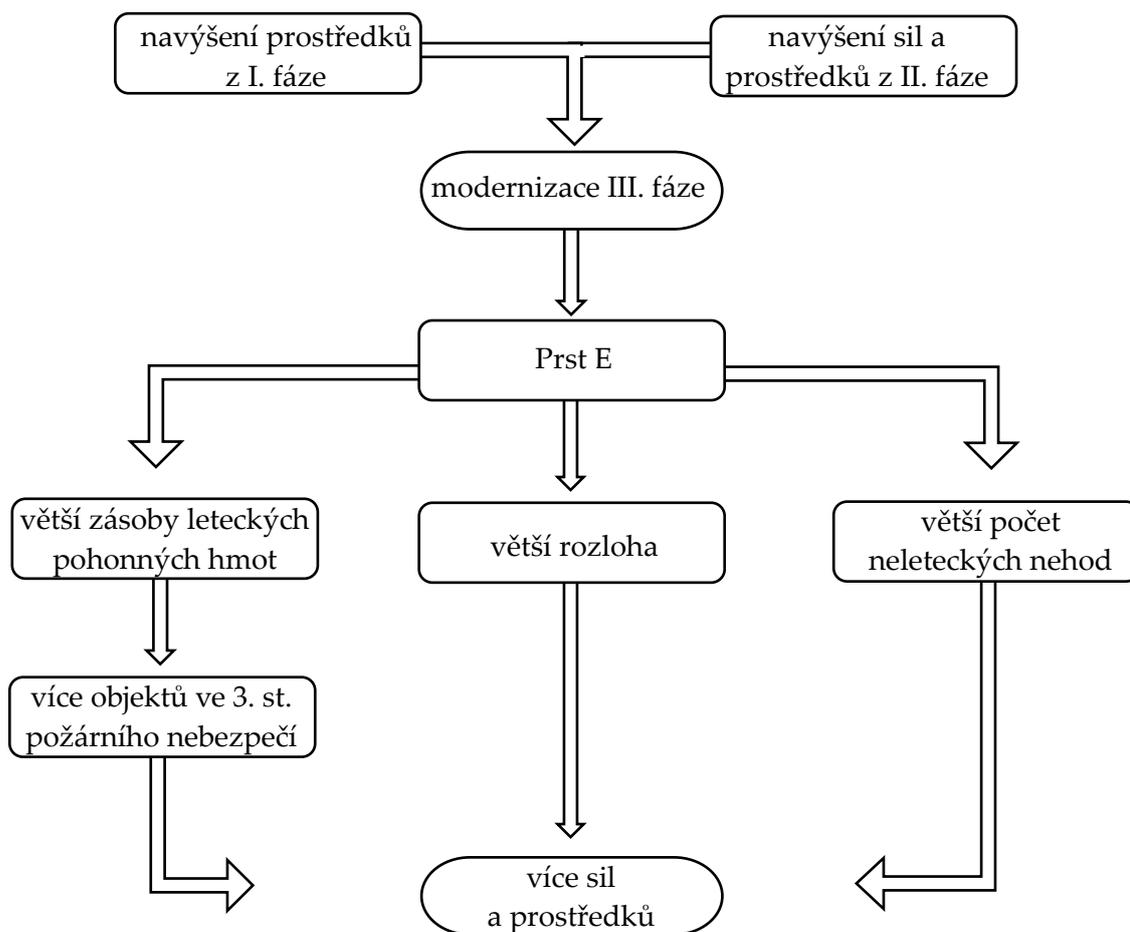 navýšení prostředků
z I. fáze
navýšení sil a
prostředků z II. fáze
modernizace III. fáze
Prst E
větší zásoby leteckých
pohonných hmot
větší rozloha
větší počet
neleteckých nehod
více objektů ve 3. st.
požárního nebezpečí
více sil
a prostředků